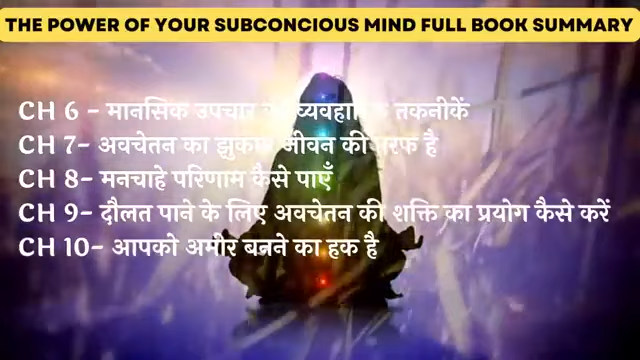 THE POWER OF YOUR SUBCONCIOUS MIND FULL BOOK SUMMARY
CH 6 - मानसिक उपचार की व्यवहारिक तकनीकें
CH 7- अवचेतन का झुकाव जीवन की तरफ है
CH 8- मनचाहे परिणाम कैसे पाएँ
CH 9- दौलत पाने के लिए अवचेतन की शक्ति का प्रयोग कैसे करें
CH 10- आपको अमीर बनने का हक है